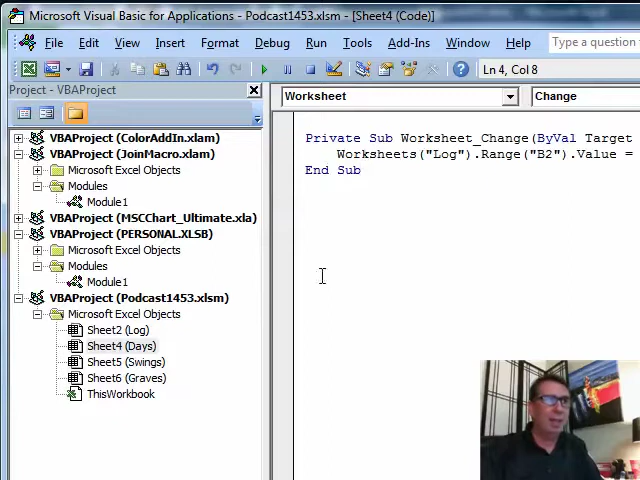 Microsoft Visual Basic for Applications - Podcast1453.xlsm - [Sheet4 (Code)]
File Edit View Insert Format Debug Run Tools Add-Ins Window Help Type a question
Ln 4, Col 8
Project - VBAProject
Worksheet Change
VBAProject (ColorAddIn.xlam)
VBAProject (JoinMacro.xlam)
Microsoft Excel Objects
Modules
Module1
VBAProject (MSCChart_Ultimate.xla)
VBAProject (PERSONAL.XLSB)
Microsoft Excel Objects
Modules
Module1
VBAProject (Podcast1453.xlsm)
Microsoft Excel Objects
Sheet2 (Log)
Sheet4 (Days)
Sheet5 (Swings)
Sheet6 (Graves)
ThisWorkbook
Private Sub Worksheet_Change(ByVal Target
Worksheets("Log").Range("B2").Value =
End Sub